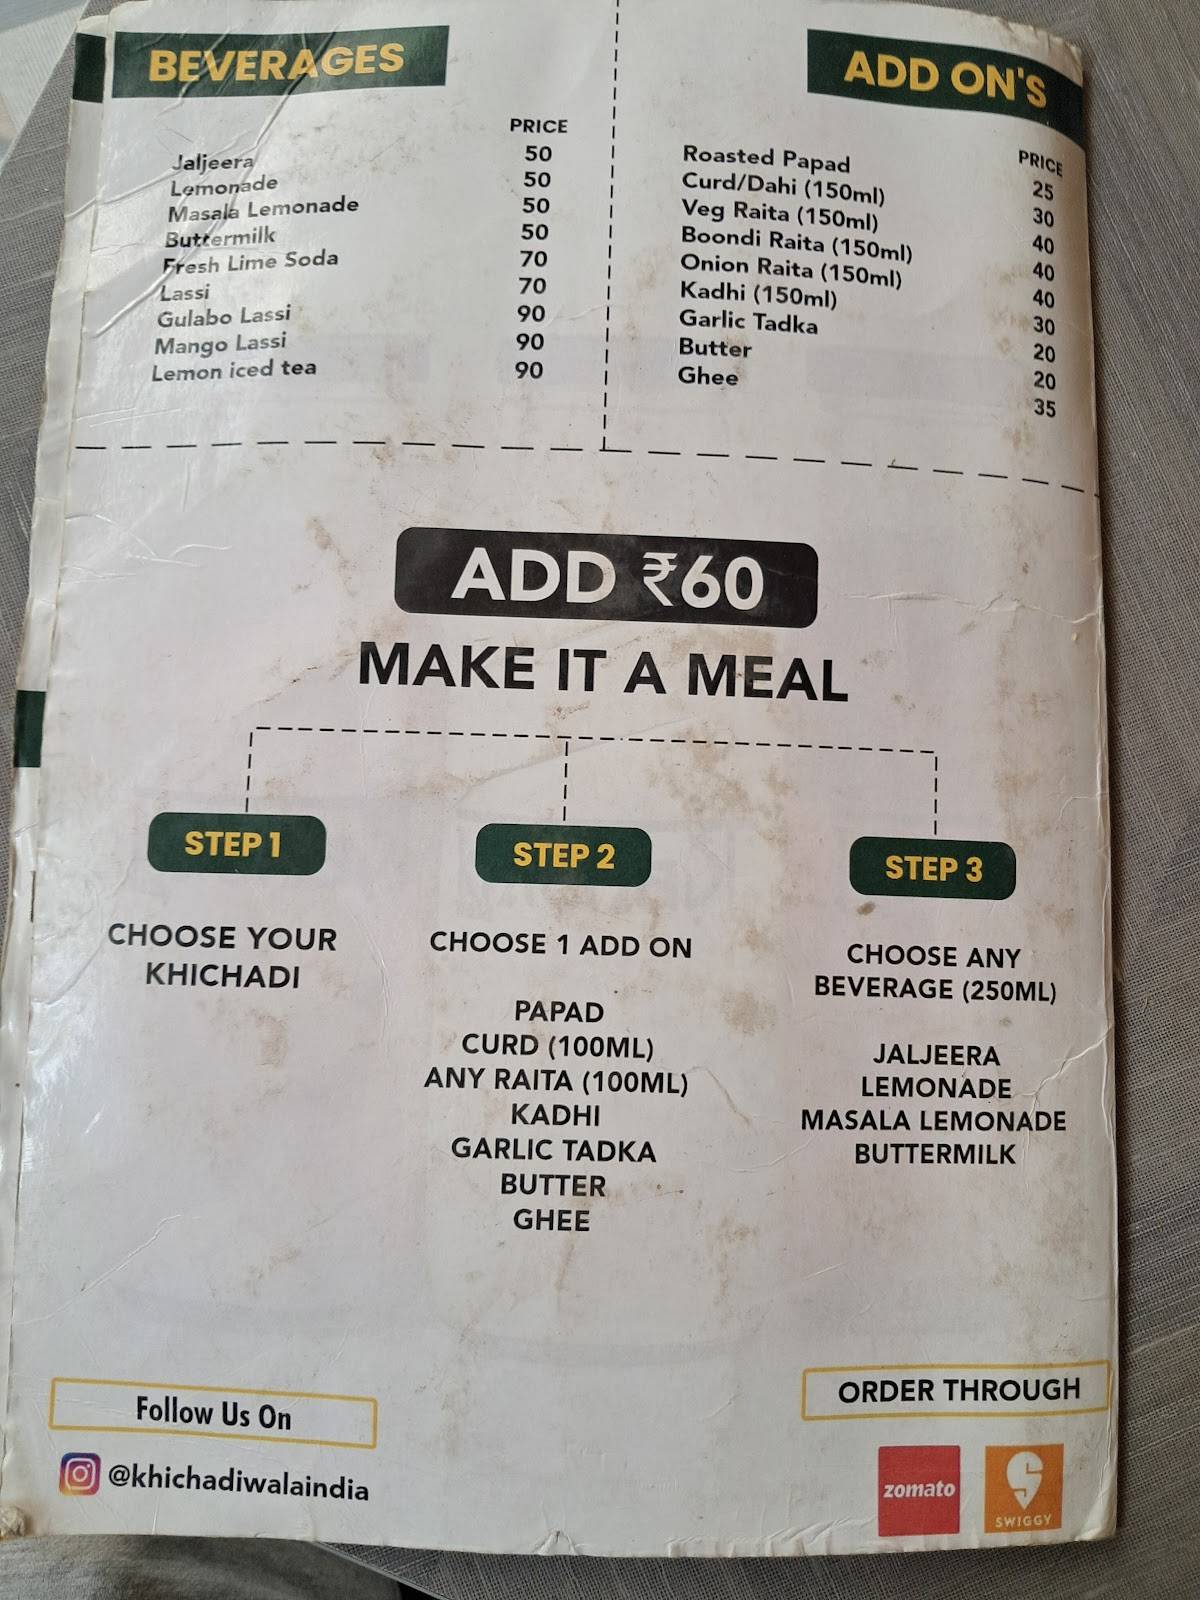 BEVERAGES
PRICE
Jaljeera 50
Lemonade 50
Masala Lemonade 50
Buttermilk 50
Fresh Lime Soda 70
Lassi 70
Gulabo Lassi 90
Mango Lassi 90
Lemon iced tea 90
ADD ON'S
PRICE
Roasted Papad 25
Curd/Dahi (150ml) 30
Veg Raita (150ml) 40
Boondi Raita (150ml) 40
Onion Raita (150ml) 40
Kadhi (150ml) 30
Garlic Tadka 20
Butter 20
Ghee 35
ADD ₹60
MAKE IT A MEAL
STEP 1
CHOOSE YOUR
KHICHADI
STEP 2
CHOOSE 1 ADD ON
PAPAD
CURD (100ML)
ANY RAITA (100ML)
KADHI
GARLIC TADKA
BUTTER
GHEE
STEP 3
CHOOSE ANY
BEVERAGE (250ML)
JALJEERA
LEMONADE
MASALA LEMONADE
BUTTERMILK
Follow Us On
@khichadiwalaindia
ORDER THROUGH
zomato
SWIGGY